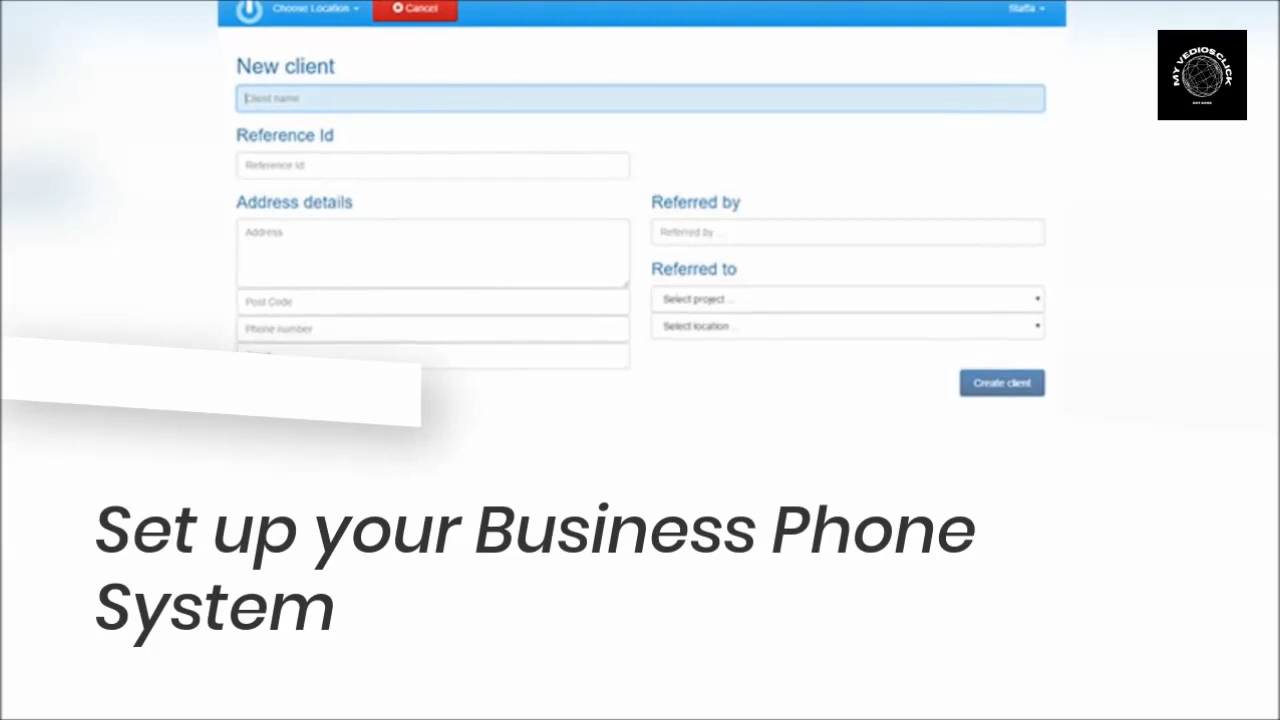 Choose Location
Cancel
Staffa
MY VEDIOSCLICK
New client
Client name
Reference Id
Reference Id
Address details
Referred by
Address
Referred by ...
Referred to
Select project ...
Post Code
Select location ...
Phone number
Create client
Set up your Business Phone
System